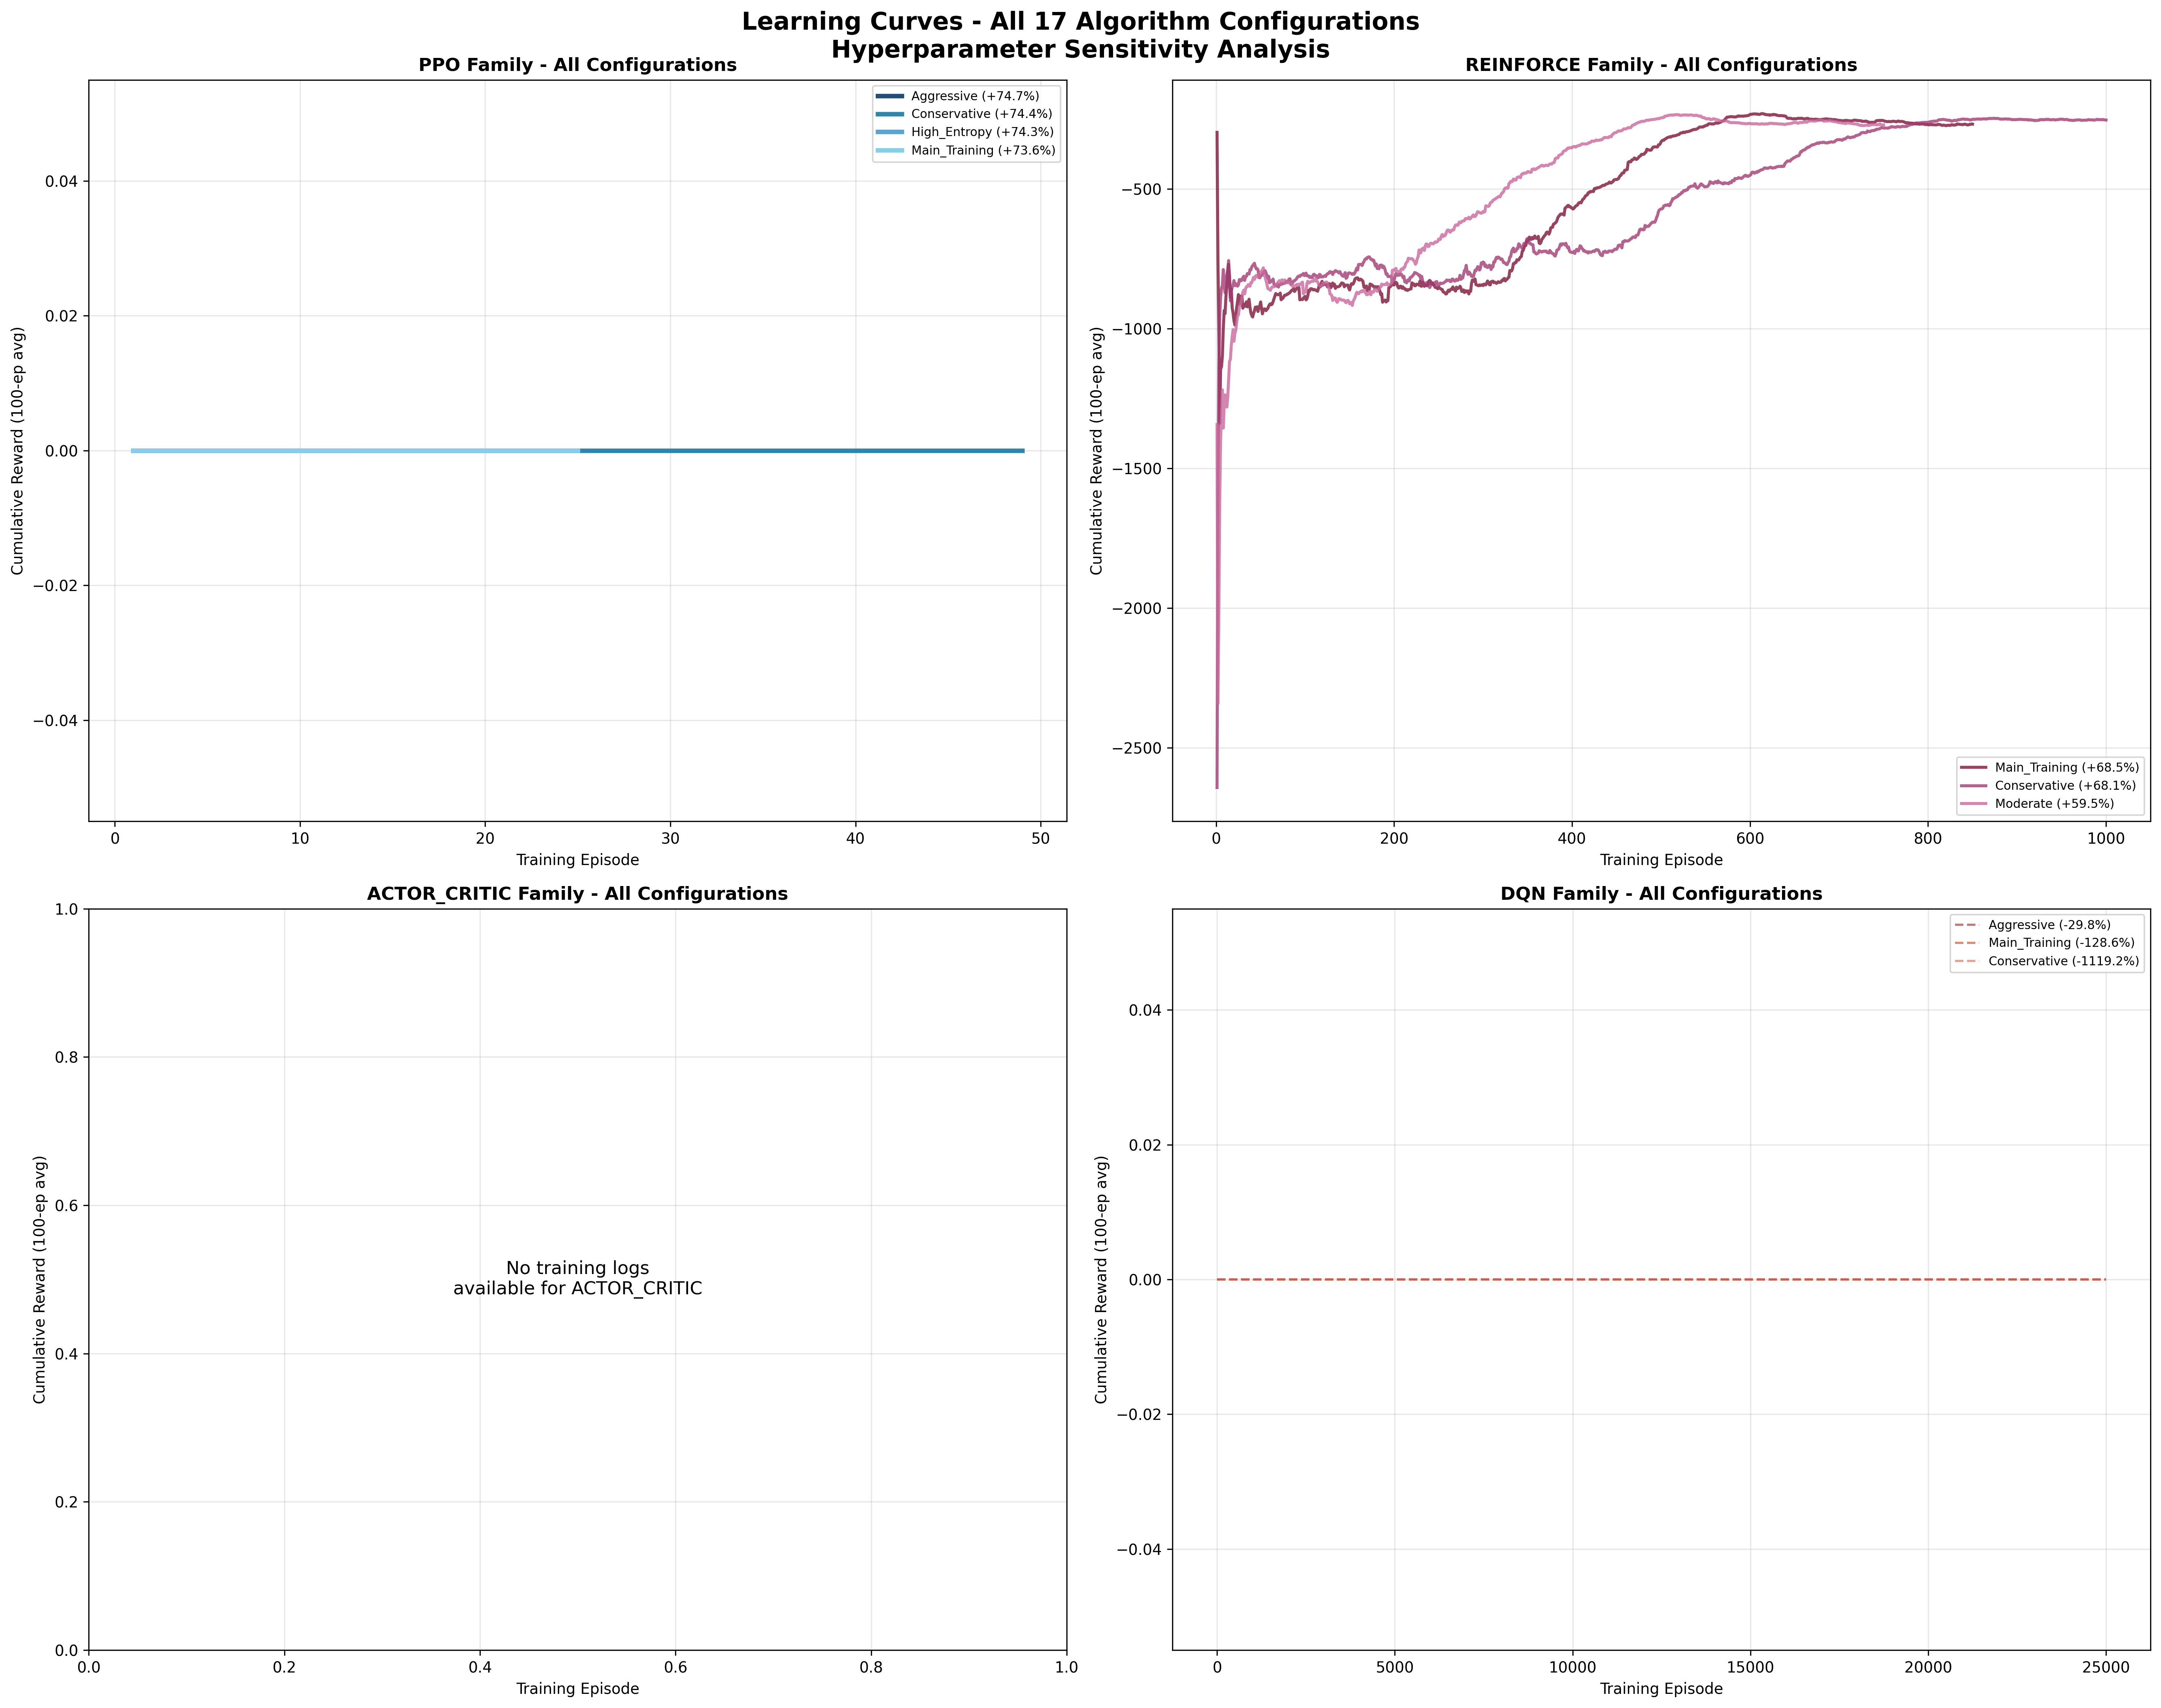 Learning Curves - All 17 Algorithm Configurations
Hyperparameter Sensitivity Analysis
PPO Family - All Configurations
Aggressive (+74.7%)
Conservative (+74.4%)
High_Entropy (+74.3%)
Main_Training (+73.6%)
Cumulative Reward (100-ep avg)
0.04
0.02
0.00
−0.02
−0.04
0 10 20 30 40 50
Training Episode
REINFORCE Family - All Configurations
Cumulative Reward (100-ep avg)
−500
−1000
−1500
−2000
−2500
Main_Training (+68.5%)
Conservative (+68.1%)
Moderate (+59.5%)
0 200 400 600 800 1000
Training Episode
ACTOR_CRITIC Family - All Configurations
Cumulative Reward (100-ep avg)
1.0
0.8
0.6
0.4
0.2
0.0
No training logs
available for ACTOR_CRITIC
0.0 0.2 0.4 0.6 0.8 1.0
Training Episode
DQN Family - All Configurations
Aggressive (-29.8%)
Main_Training (-128.6%)
Conservative (-1119.2%)
Cumulative Reward (100-ep avg)
0.04
0.02
0.00
−0.02
−0.04
0 5000 10000 15000 20000 25000
Training Episode